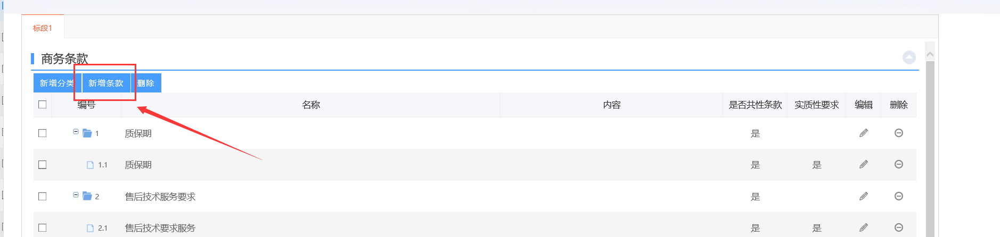 标段1
商务条款
新增分类 新增条款 删除
编号 名称 内容 是否共性条款 实质性要求 编辑 删除
1 质保期 是
1.1 质保期 是 是
2 售后技术服务要求 是
2.1 售后技术要求服务 是 是